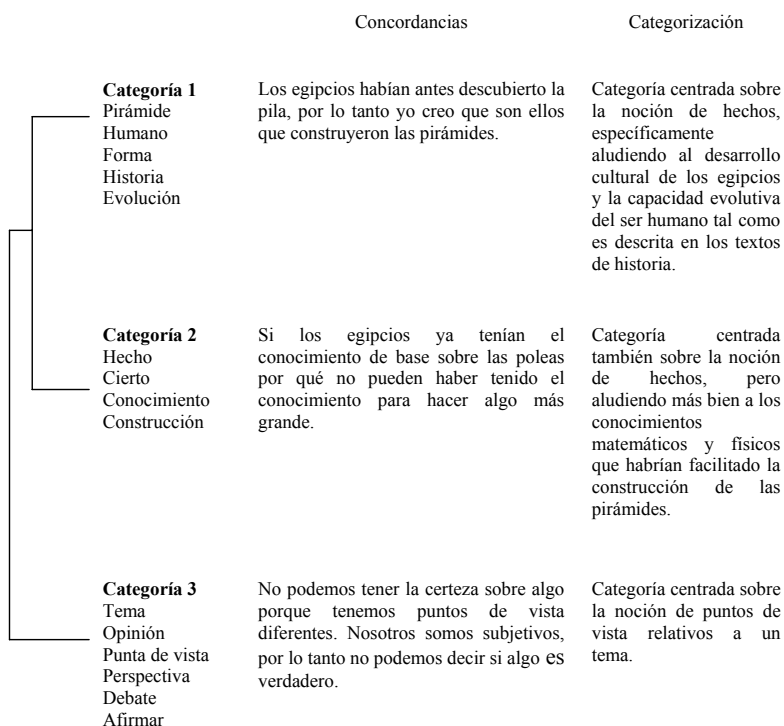 Concordancias
Categorización
Categoría 1
Pirámide
Humano
Forma
Historia
Evolución
Los egipcios habían antes descubierto la
pila, por lo tanto yo creo que son ellos
que construyeron las pirámides.
Categoría centrada sobre
la noción de hechos,
específicamente
aludiendo al desarrollo
cultural de los egipcios
y la capacidad evolutiva
del ser humano tal como
es descrita en los textos
de historia.
Categoría 2
Hecho
Cierto
Conocimiento
Construcción
Si los egipcios ya tenían el
conocimiento de base sobre las poleas
por qué no pueden haber tenido el
conocimiento para hacer algo más
grande.
Categoría centrada
también sobre la noción
de hechos, pero
aludiendo más bien a los
conocimientos
matemáticos y físicos
que habrían facilitado la
construcción de las
pirámides.
Categoría 3
Tema
Opinión
Punta de vista
Perspectiva
Debate
Afirmar
No podemos tener la certeza sobre algo
porque tenemos puntos de vista
diferentes. Nosotros somos subjetivos,
por lo tanto no podemos decir si algo es
verdadero.
Categoría centrada sobre
la noción de puntos de
vista relativos a un
tema.